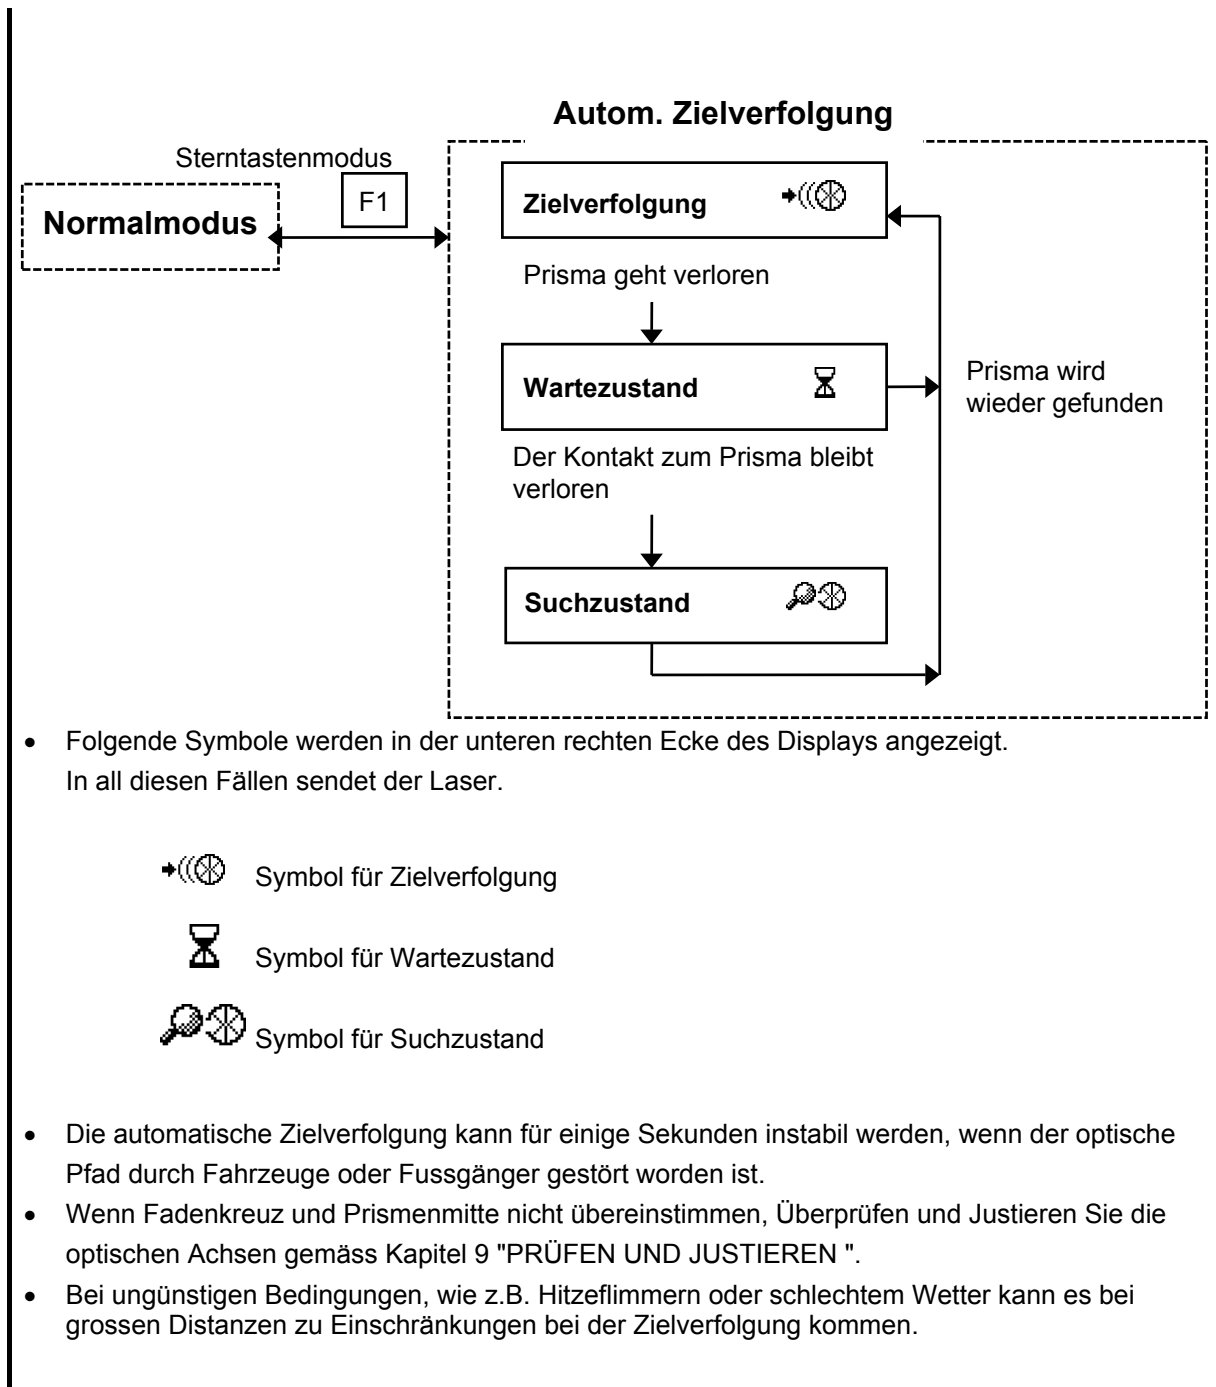 Autom. Zielverfolgung
Sterntastenmodus
F1
Normalmodus
Zielverfolgung
Prisma geht verloren
Wartezustand
Prisma wird
wieder gefunden
Der Kontakt zum Prisma bleibt
verloren
Suchzustand
• Folgende Symbole werden in der unteren rechten Ecke des Displays angezeigt.
In all diesen Fällen sendet der Laser.
Symbol für Zielverfolgung
Symbol für Wartezustand
Symbol für Suchzustand
• Die automatische Zielverfolgung kann für einige Sekunden instabil werden, wenn der optische
Pfad durch Fahrzeuge oder Fussgänger gestört worden ist.
• Wenn Fadenkreuz und Prismenmitte nicht übereinstimmen, Überprüfen und Justieren Sie die
optischen Achsen gemäss Kapitel 9 "PRÜFEN UND JUSTIEREN ".
• Bei ungünstigen Bedingungen, wie z.B. Hitzeflimmern oder schlechtem Wetter kann es bei
grossen Distanzen zu Einschränkungen bei der Zielverfolgung kommen.